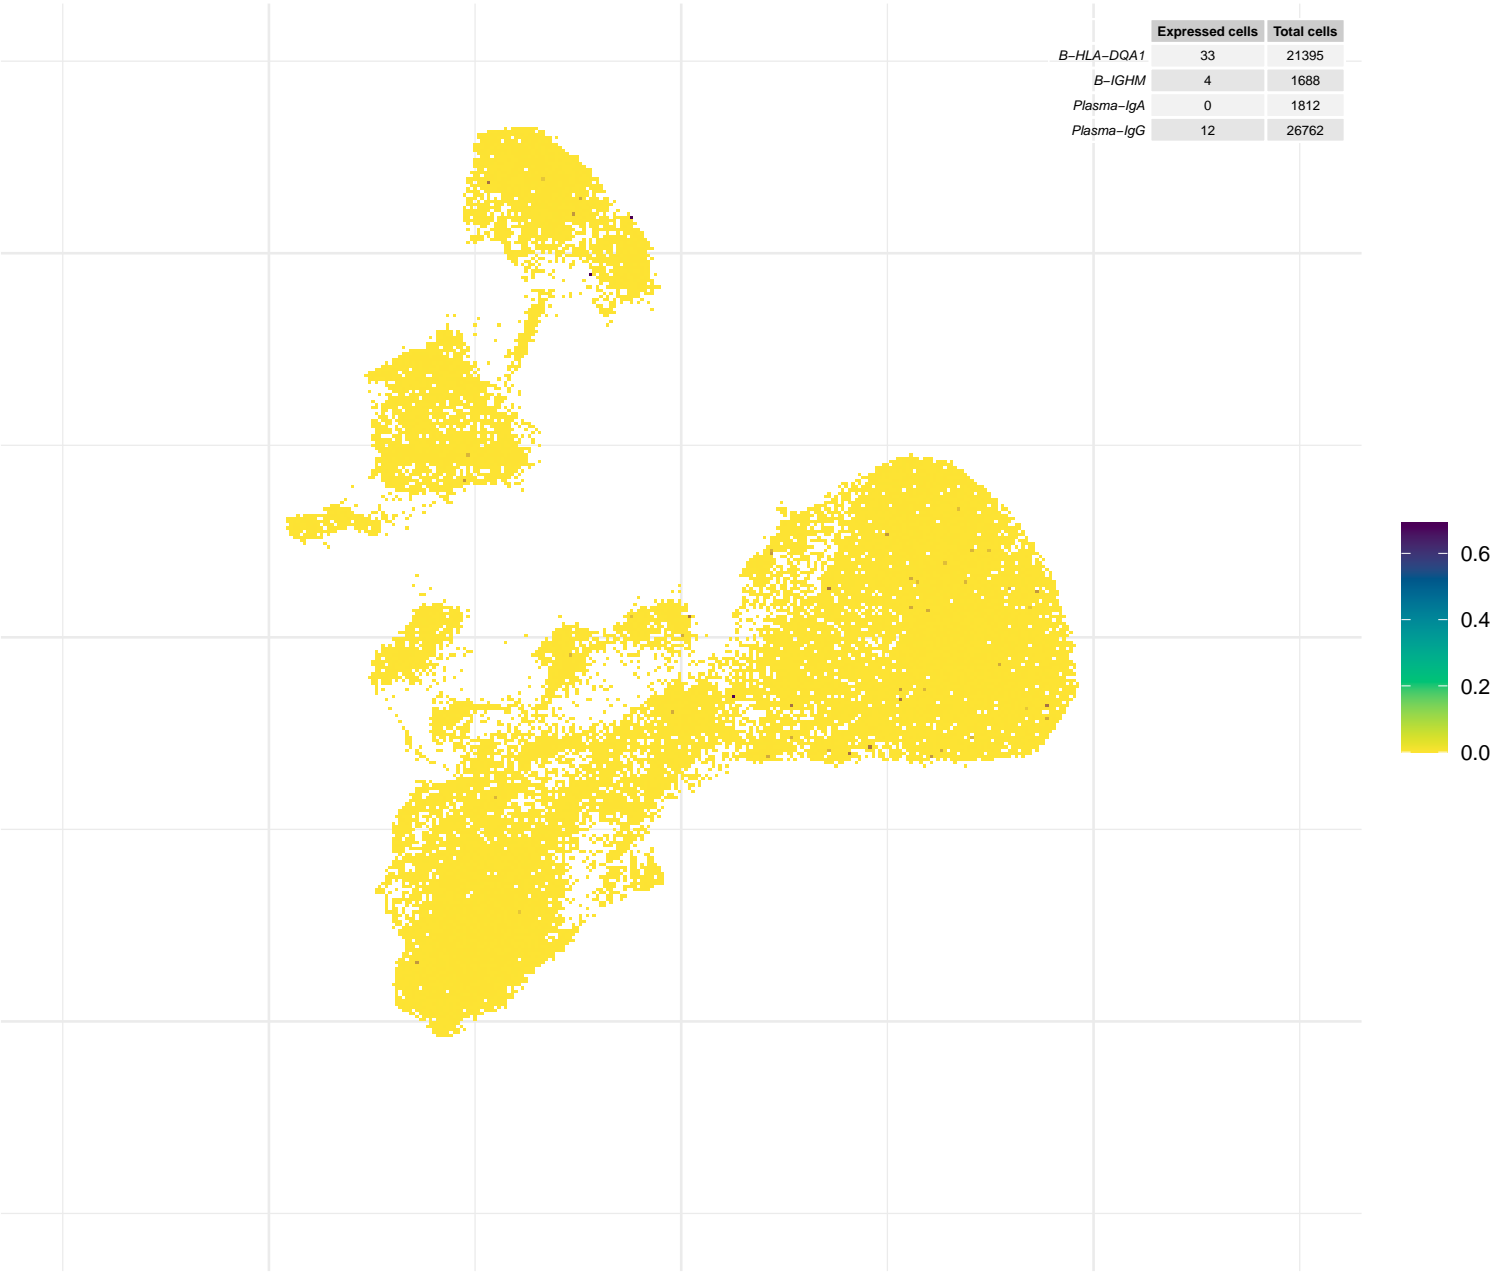 Expressed cells Total cells
B−HLA−DQA1 33 21395
B−IGHM 4 1688
Plasma−IgA 0 1812
Plasma−IgG 12 26762
0.6
0.4
0.2
0.0